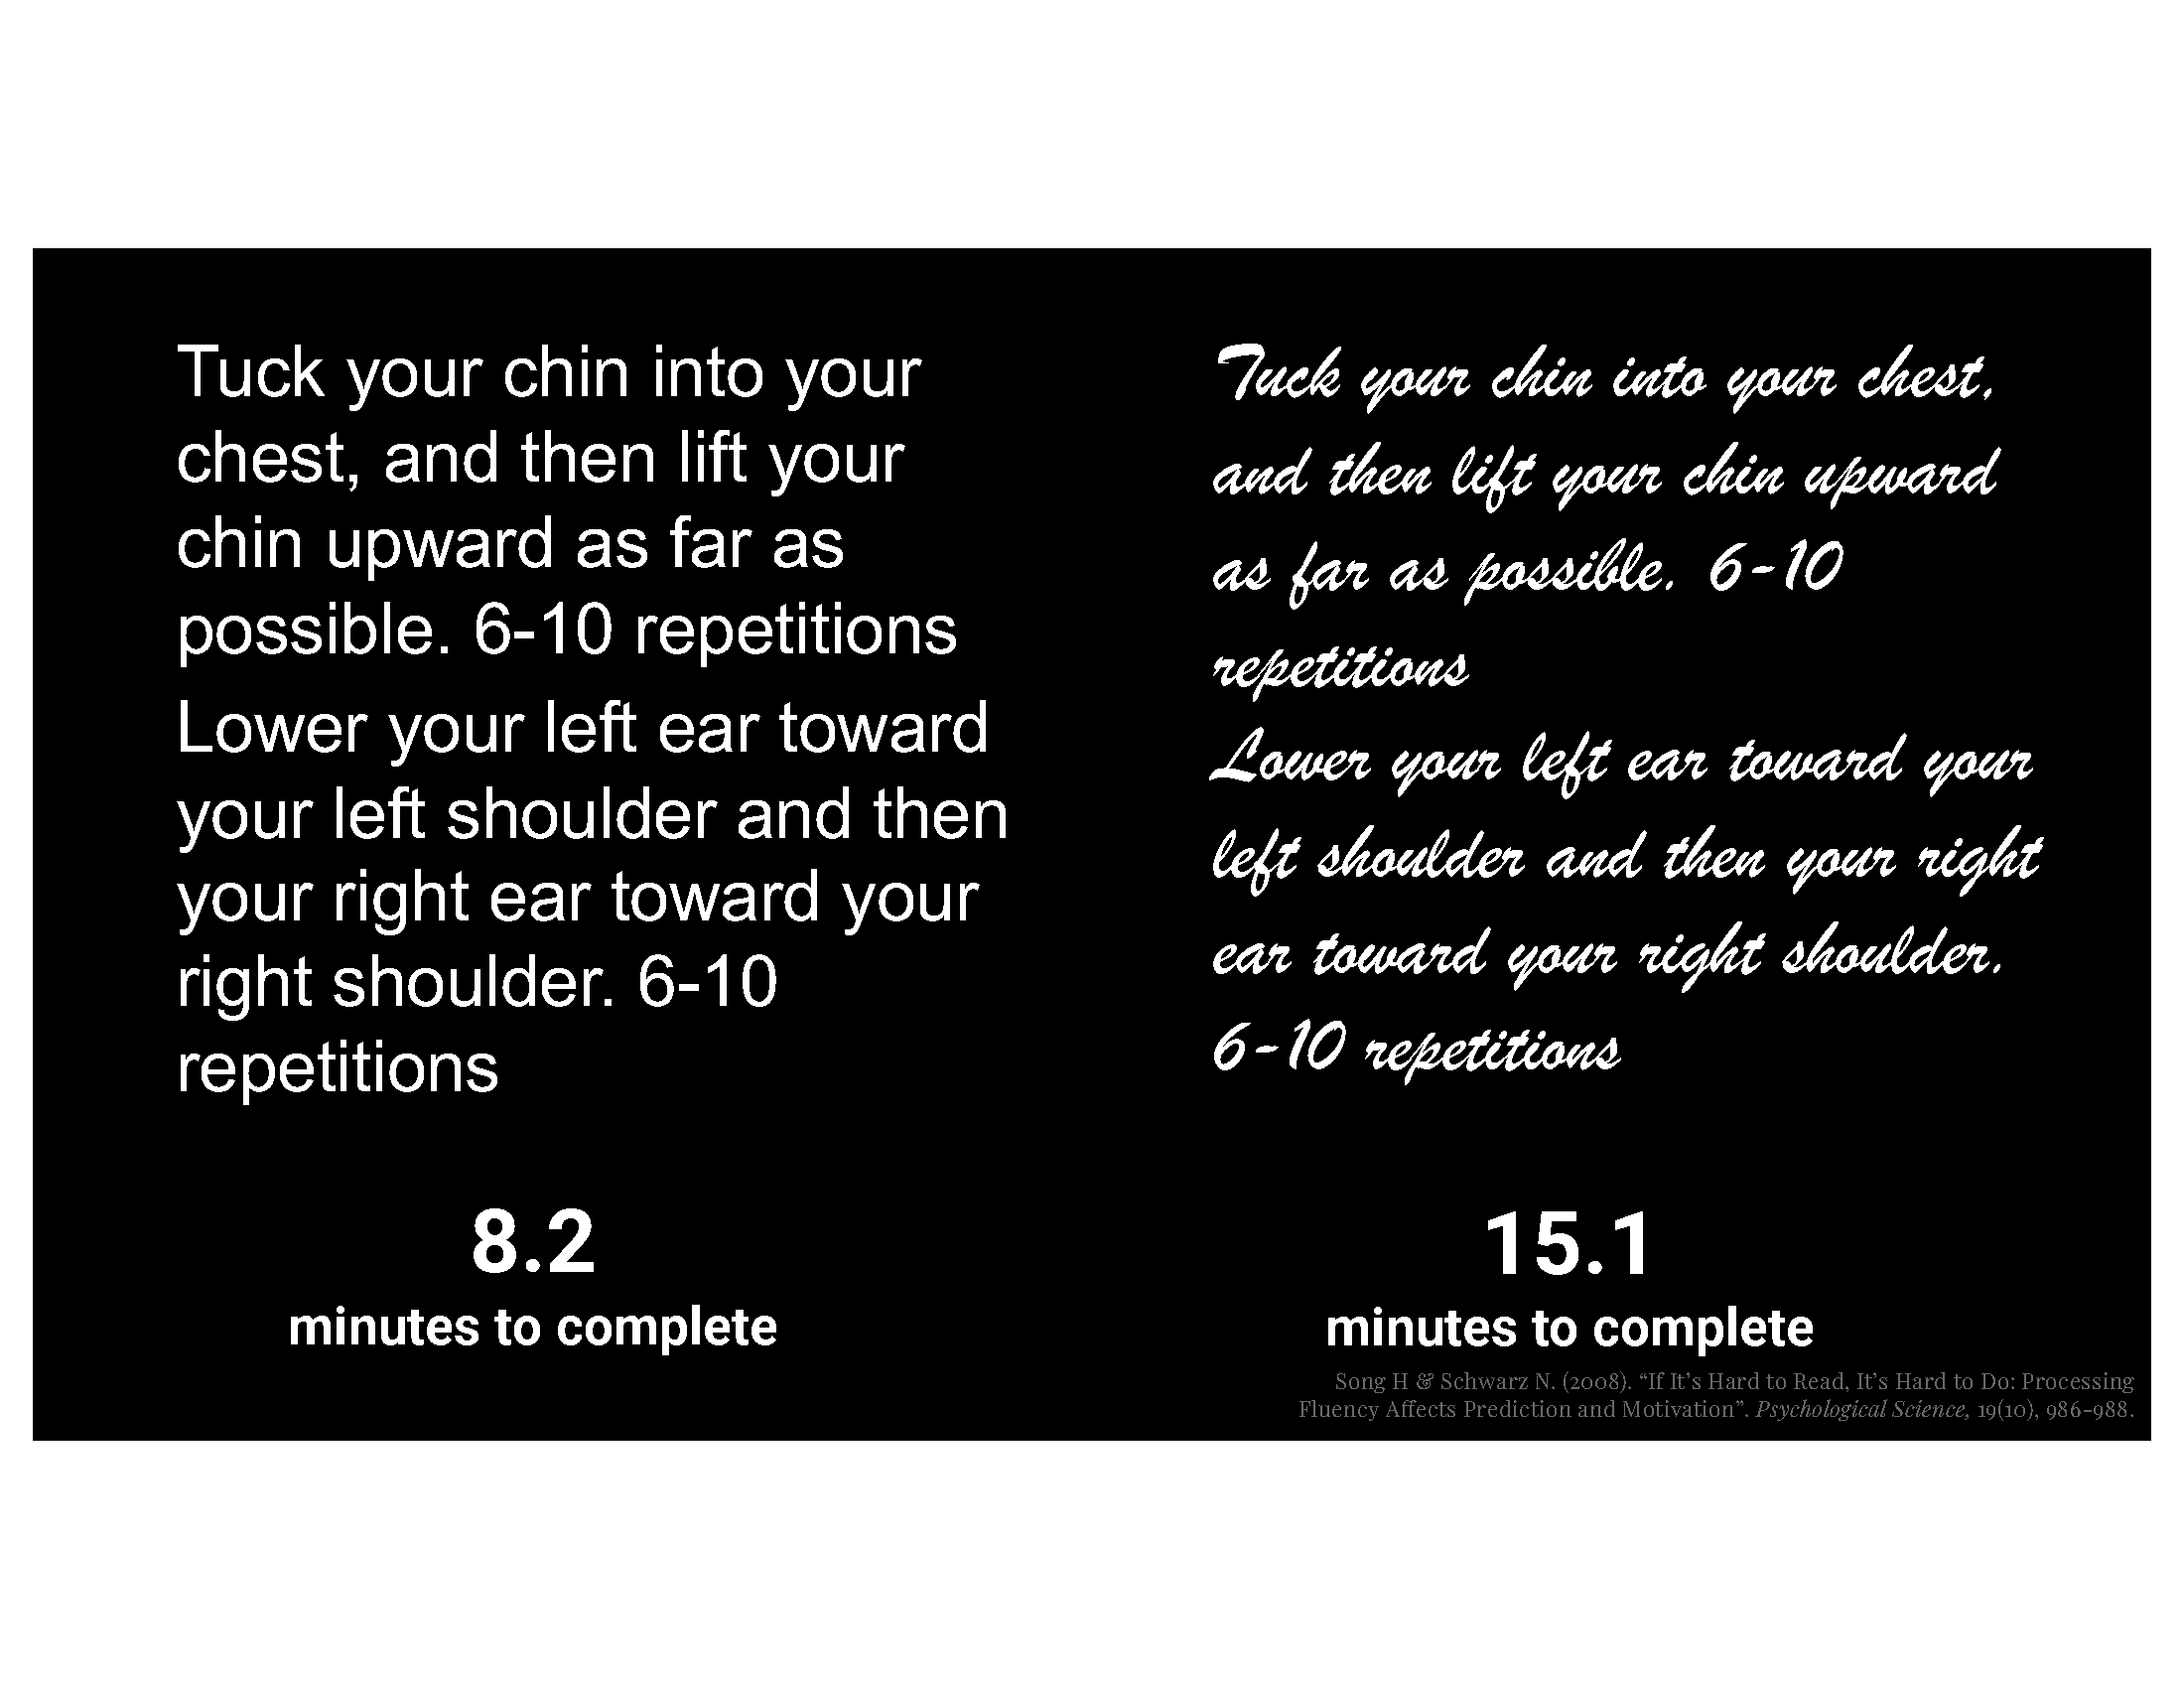 Tuck your chin into your
chest, and then lift your
chin upward as far as
possible. 6-10 repetitions
Lower your left ear toward
your left shoulder and then
your right ear toward your
right shoulder. 6-10
repetitions
8.2
minutes to complete
Tuck your chin into your chest,
and then lift your chin upward
as far as possible. 6-10
repetitions
Lower your left ear toward your
left shoulder and then your right
ear toward your right shoulder.
6-10 repetitions
15.1
minutes to complete
Song H & Schwarz N. (2008). “If It’s Hard to Read, It’s Hard to Do: Processing
Fluency Affects Prediction and Motivation”. Psychological Science, 19(10), 986-988.